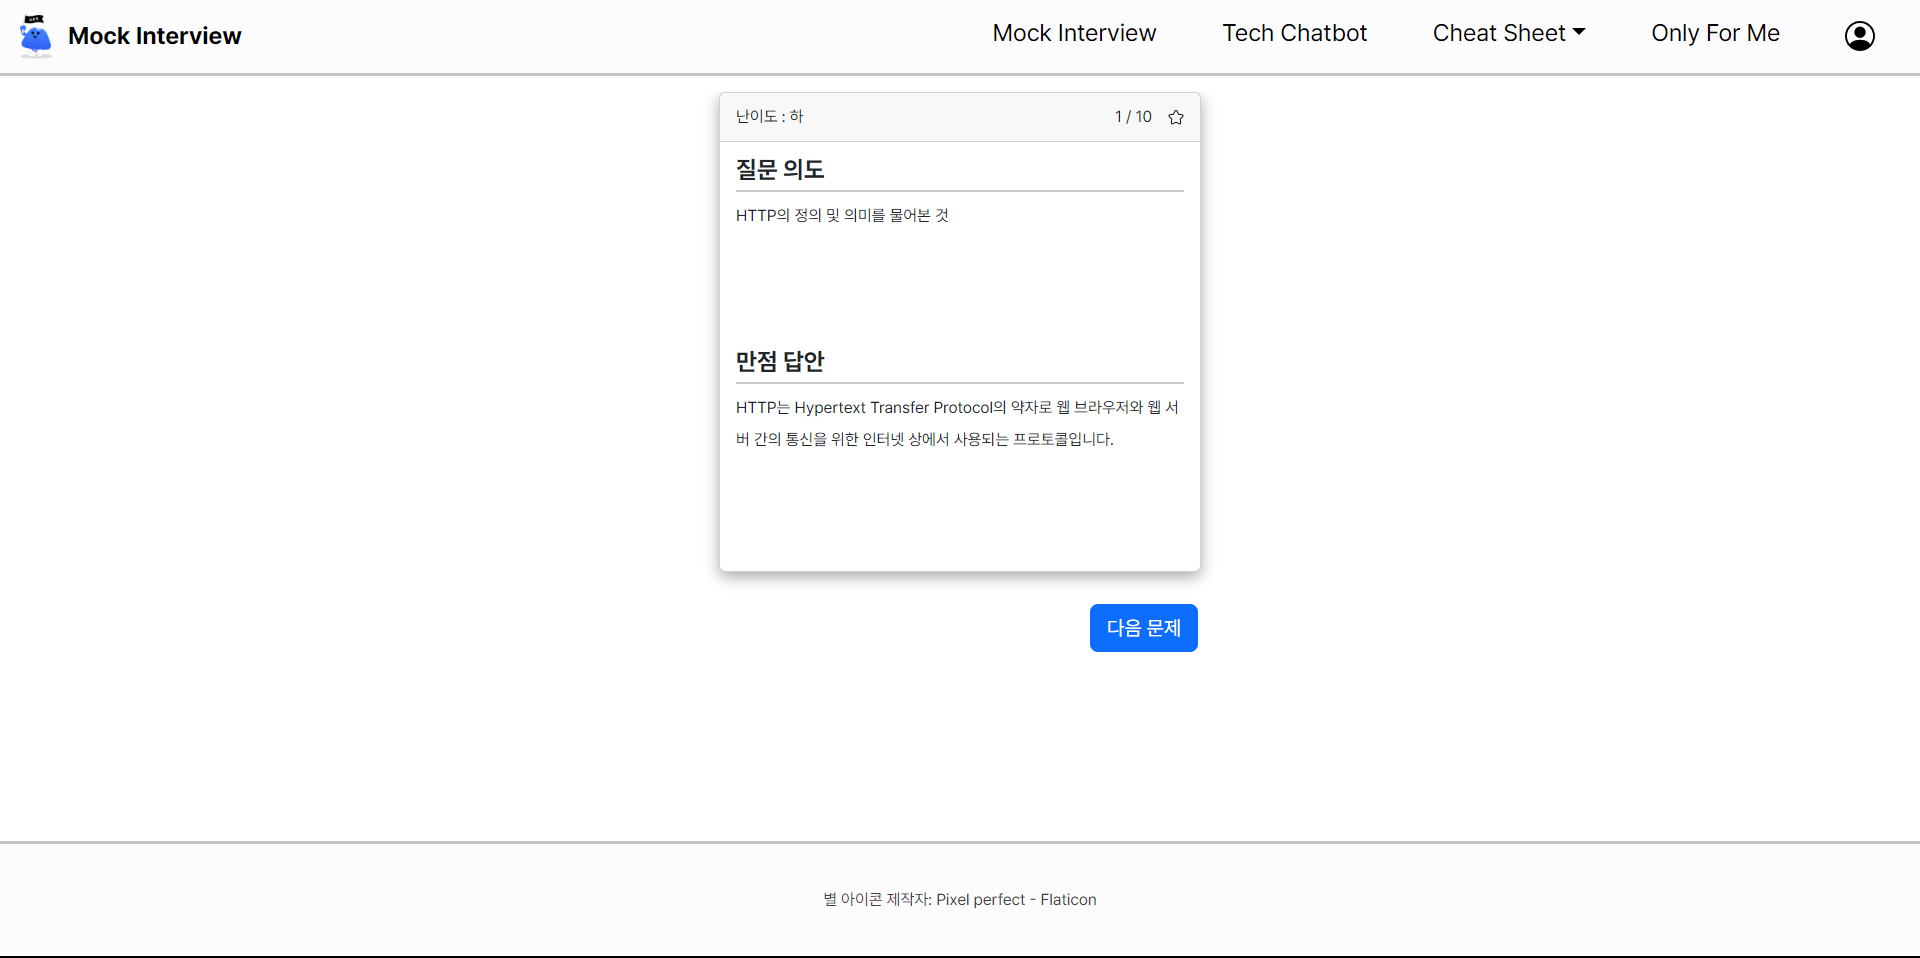 Mock Interview
Mock Interview
Tech Chatbot
Cheat Sheet
Only For Me
난이도 : 하
1 / 10
질문 의도
HTTP의 정의 및 의미를 물어본 것
만점 답안
HTTP는 Hypertext Transfer Protocol의 약자로 웹 브라우저와 웹 서
버 간의 통신을 위한 인터넷 상에서 사용되는 프로토콜입니다.
다음 문제
별 아이콘 제작자: Pixel perfect - Flaticon